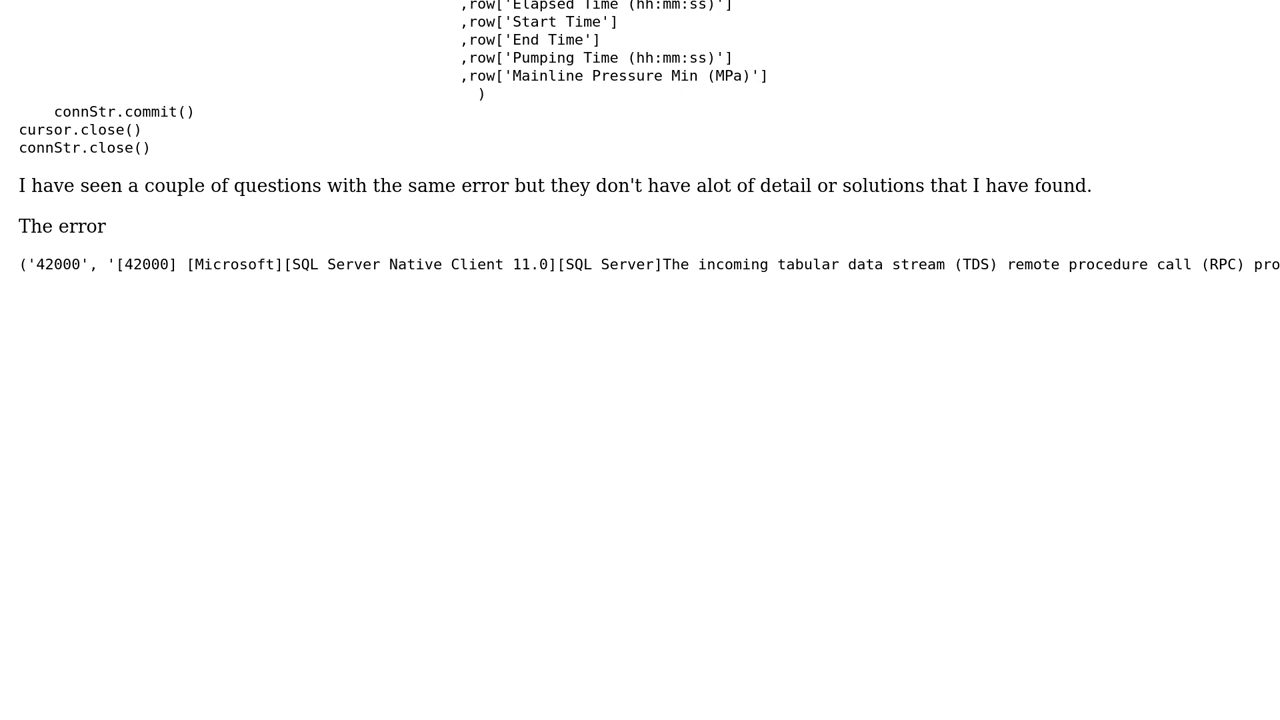 ,row['Elapsed Time (hh:mm:ss)']
,row['Start Time']
,row['End Time']
,row['Pumping Time (hh:mm:ss)']
,row['Mainline Pressure Min (MPa)']
)
connStr.commit()
cursor.close()
connStr.close()
I have seen a couple of questions with the same error but they don't have alot of detail or solutions that I have found.
The error
('42000', '[42000] [Microsoft][SQL Server Native Client 11.0][SQL Server]The incoming tabular data stream (TDS) remote procedure call (RPC) pro